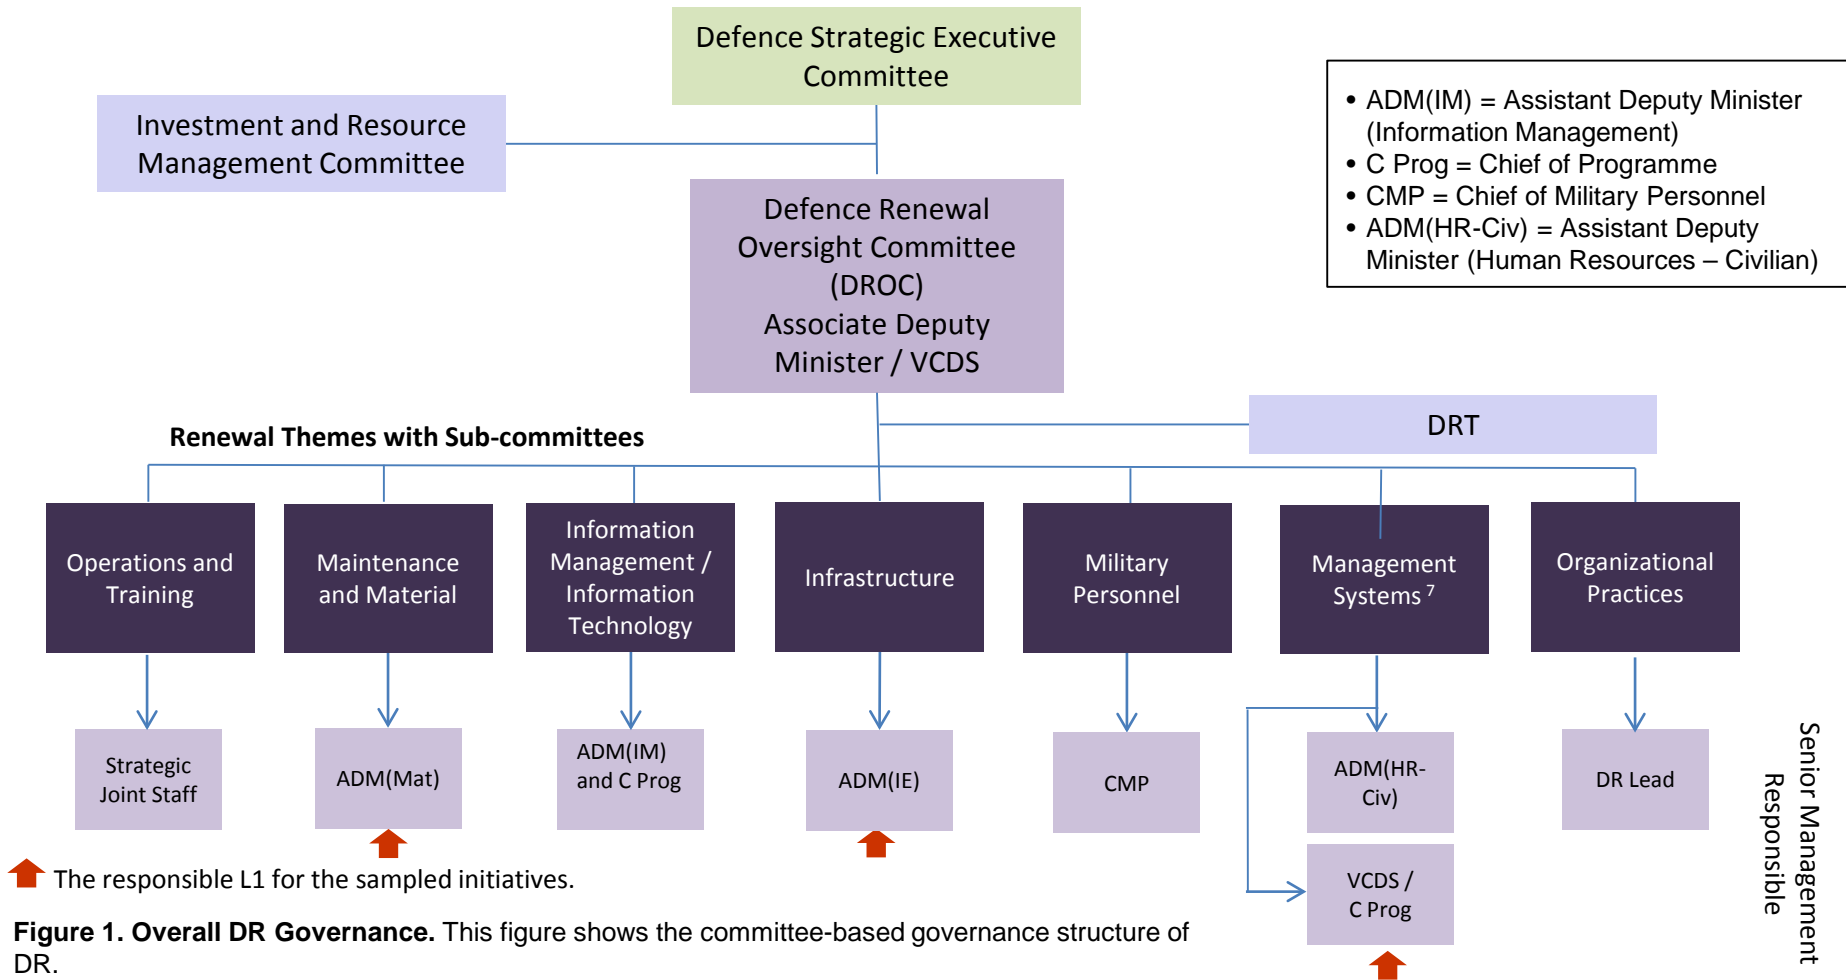 Defence Strategic Executive
Committee
Investment and Resource
Management Committee
• ADM(IM) = Assistant Deputy Minister
(Information Management)
• C Prog = Chief of Programme
• CMP = Chief of Military Personnel
• ADM(HR-Civ) = Assistant Deputy
Minister (Human Resources – Civilian)
Defence Renewal
Oversight Committee
(DROC)
Associate Deputy
Minister / VCDS
DRT
Renewal Themes with Sub-committees
Operations and
Training
Maintenance
and Material
Information
Management /
Information
Technology
Infrastructure
Military
Personnel
Management
Systems 7
Organizational
Practices
Strategic
Joint Staff
ADM(Mat)
ADM(IM)
and C Prog
ADM(IE)
CMP
ADM(HR-
Civ)
DR Lead
VCDS /
C Prog
Senior Management
Responsible
The responsible L1 for the sampled initiatives.
Figure 1. Overall DR Governance. This figure shows the committee-based governance structure of
DR.